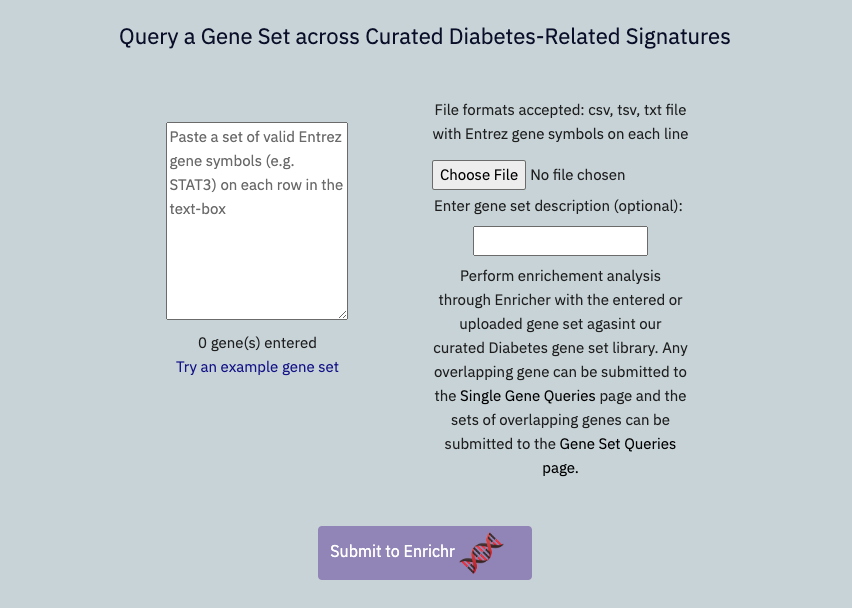 Query a Gene Set across Curated Diabetes-Related Signatures
Paste a set of valid Entrez
gene symbols (e.g.
STAT3) on each row in the
text-box
0 gene(s) entered
Try an example gene set
File formats accepted: csv, tsv, txt file
with Entrez gene symbols on each line
Choose File No file chosen
Enter gene set description (optional):
Perform enrichement analysis
through Enricher with the entered or
uploaded gene set agasint our
curated Diabetes gene set library. Any
overlapping gene can be submitted to
the Single Gene Queries page and the
sets of overlapping genes can be
submitted to the Gene Set Queries
page.
Submit to Enrichr